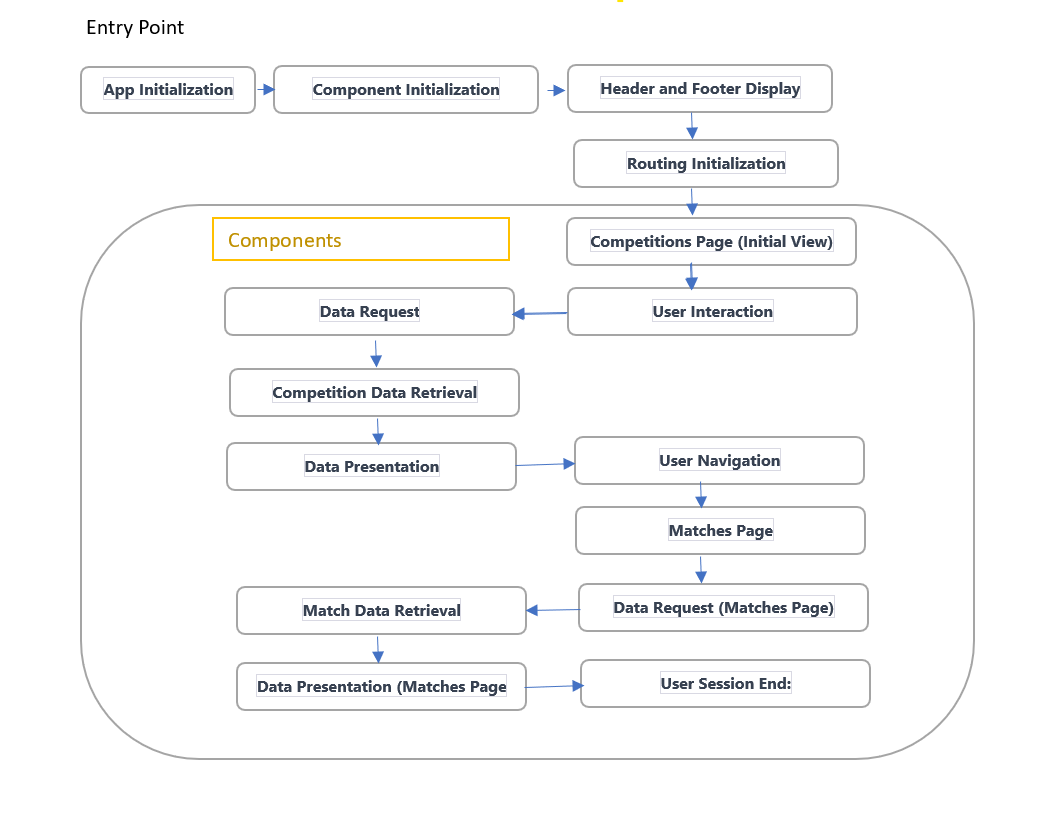 Entry Point
App Initialization
Component Initialization
Header and Footer Display
Routing Initialization
Components
Competitions Page (Initial View)
User Interaction
Data Request
Competition Data Retrieval
Data Presentation
User Navigation
Matches Page
Data Request (Matches Page)
Match Data Retrieval
Data Presentation (Matches Page
User Session End: